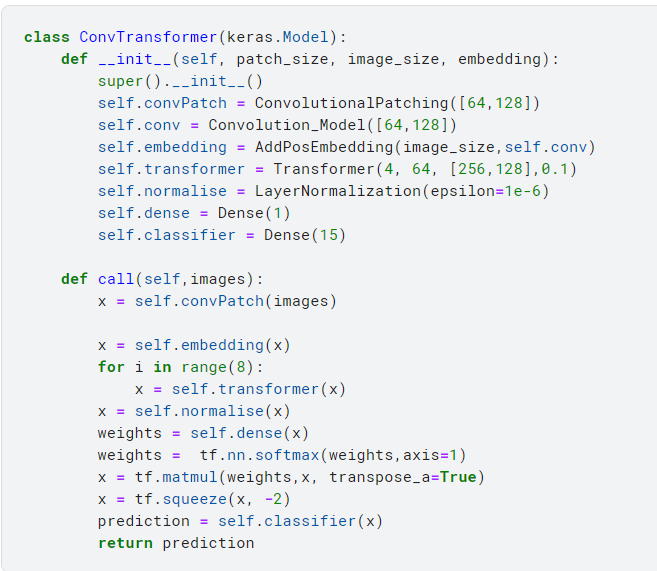 class ConvTransformer(keras.Model):
    def __init__(self, patch_size, image_size, embedding):
        super().__init__()
        self.convPatch = ConvolutionalPatching([64,128])
        self.conv = Convolution_Model([64,128])
        self.embedding = AddPosEmbedding(image_size,self.conv)
        self.transformer = Transformer(4, 64, [256,128],0.1)
        self.normalise = LayerNormalization(epsilon=1e-6)
        self.dense = Dense(1)
        self.classifier = Dense(15)

    def call(self,images):
        x = self.convPatch(images)

        x = self.embedding(x)
        for i in range(8):
            x = self.transformer(x)
        x = self.normalise(x)
        weights = self.dense(x)
        weights =  tf.nn.softmax(weights,axis=1)
        x = tf.matmul(weights,x, transpose_a=True)
        x = tf.squeeze(x, -2)
        prediction = self.classifier(x)
        return prediction